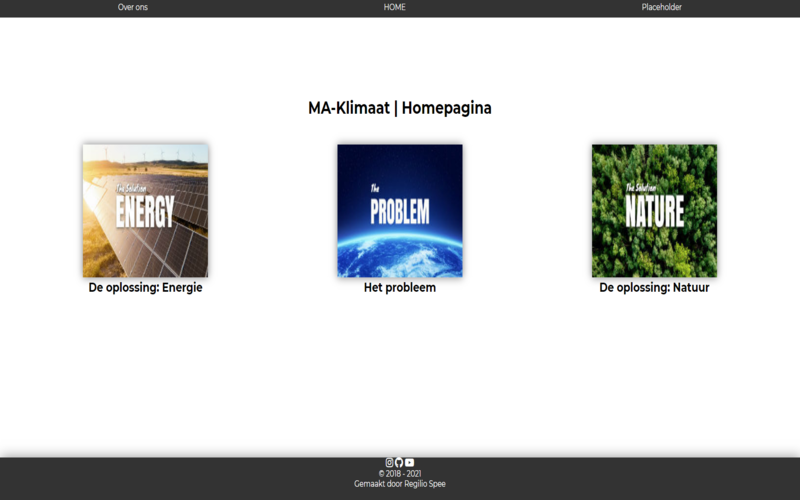 Over ons
HOME
Placeholder
MA-Klimaat | Homepagina
The Solution
ENERGY
The
PROBLEM
The Solution
NATURE
De oplossing: Energie
Het probleem
De oplossing: Natuur
© 2018 - 2021
Gemaakt door Regilio Spee